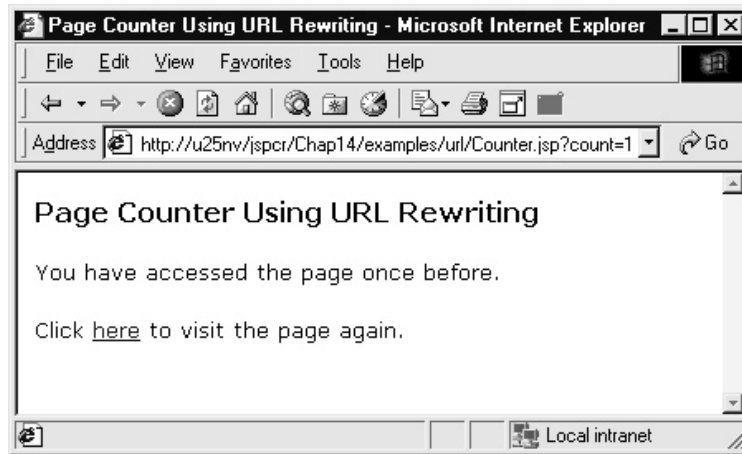 Page Counter Using URL Rewriting - Microsoft Internet Explorer
File Edit View Favorites Tools Help
Address http://u25nv/jspcr/Chap14/examples/url/Counter.jsp?count=1 Go
Page Counter Using URL Rewriting
You have accessed the page once before.
Click here to visit the page again.
Local intranet